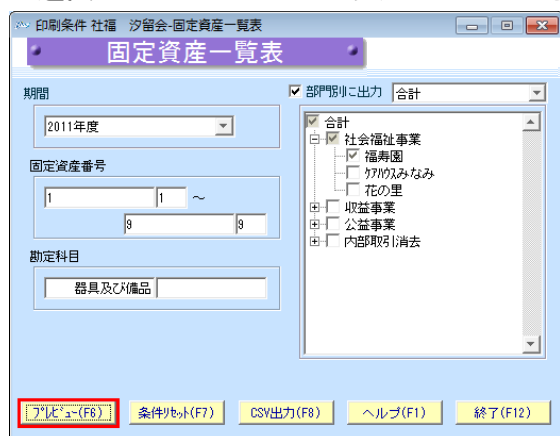 印刷条件 社福　汐留会-固定資産一覧表
固定資産一覧表
期間
2011年度
固定資産番号
1 1 ～
9 9
勘定科目
器具及び備品
部門別に出力 合計
合計
社会福祉事業
福寿園
ｹｱﾊｳｽみなみ
花の里
収益事業
公益事業
内部取引消去
ﾌﾟﾚﾋﾞｭｰ(F6) 条件ﾘｾｯﾄ(F7) CSV出力(F8) ヘルプ(F1) 終了(F12)